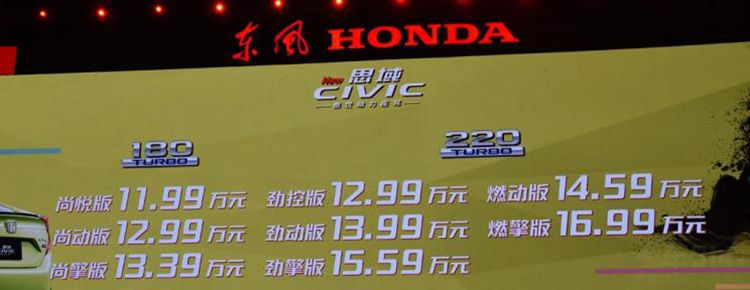 东风 HONDA
New 思域
CIVIC
180 TURBO
220 TURBO
尚悦版 11.99 万元 劲控版 12.99 万元 燃动版 14.59 万元
尚动版 12.99 万元 劲动版 13.99 万元 燃擎版 16.99 万元
尚擎版 13.39 万元 劲擎版 15.59 万元
思域
CIVIC